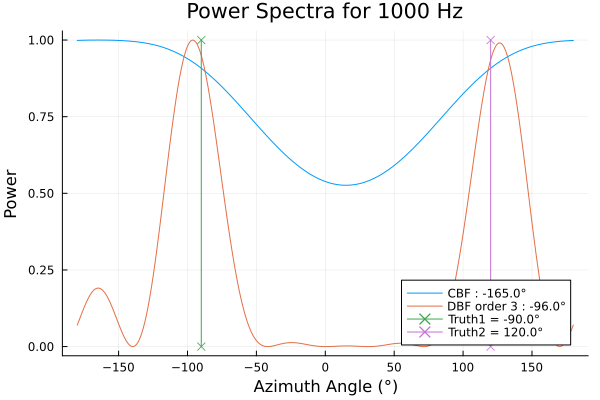 Power Spectra for 1000 Hz
1.00
0.75
0.50
0.25
0.00
Power
CBF : -165.0°
DBF order 3 : -96.0°
Truth1 = -90.0°
Truth2 = 120.0°
−150 −100 −50 0 50 100 150
Azimuth Angle (°)